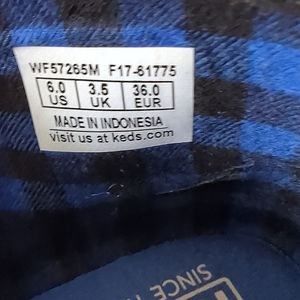 WF57265M F17-61775
6.0 3.5 36.0
US UK EUR
MADE IN INDONESIA
visit us at keds.com
SINCE